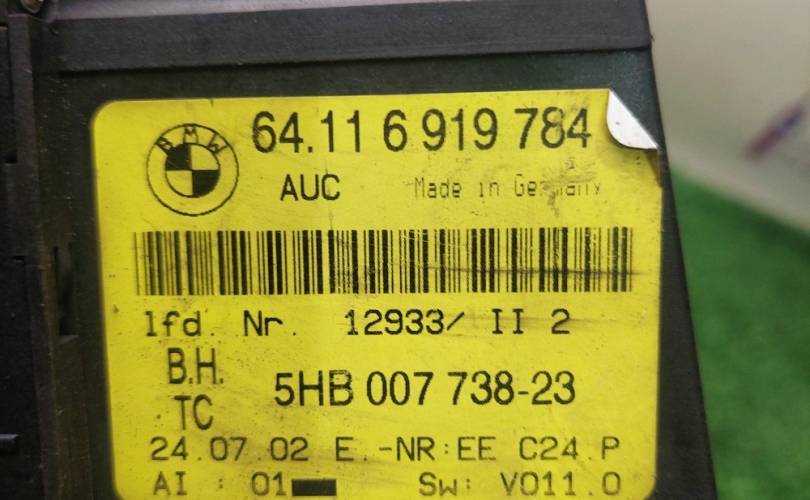 BMW
64.11 6 919 784
AUC Made in Germany
lfd. Nr. 12933/ II 2
B.H.
TC 5HB 007 738-23
24.07.02 E.-NR:EE C24.P
AI : 01 Sw: V011.0